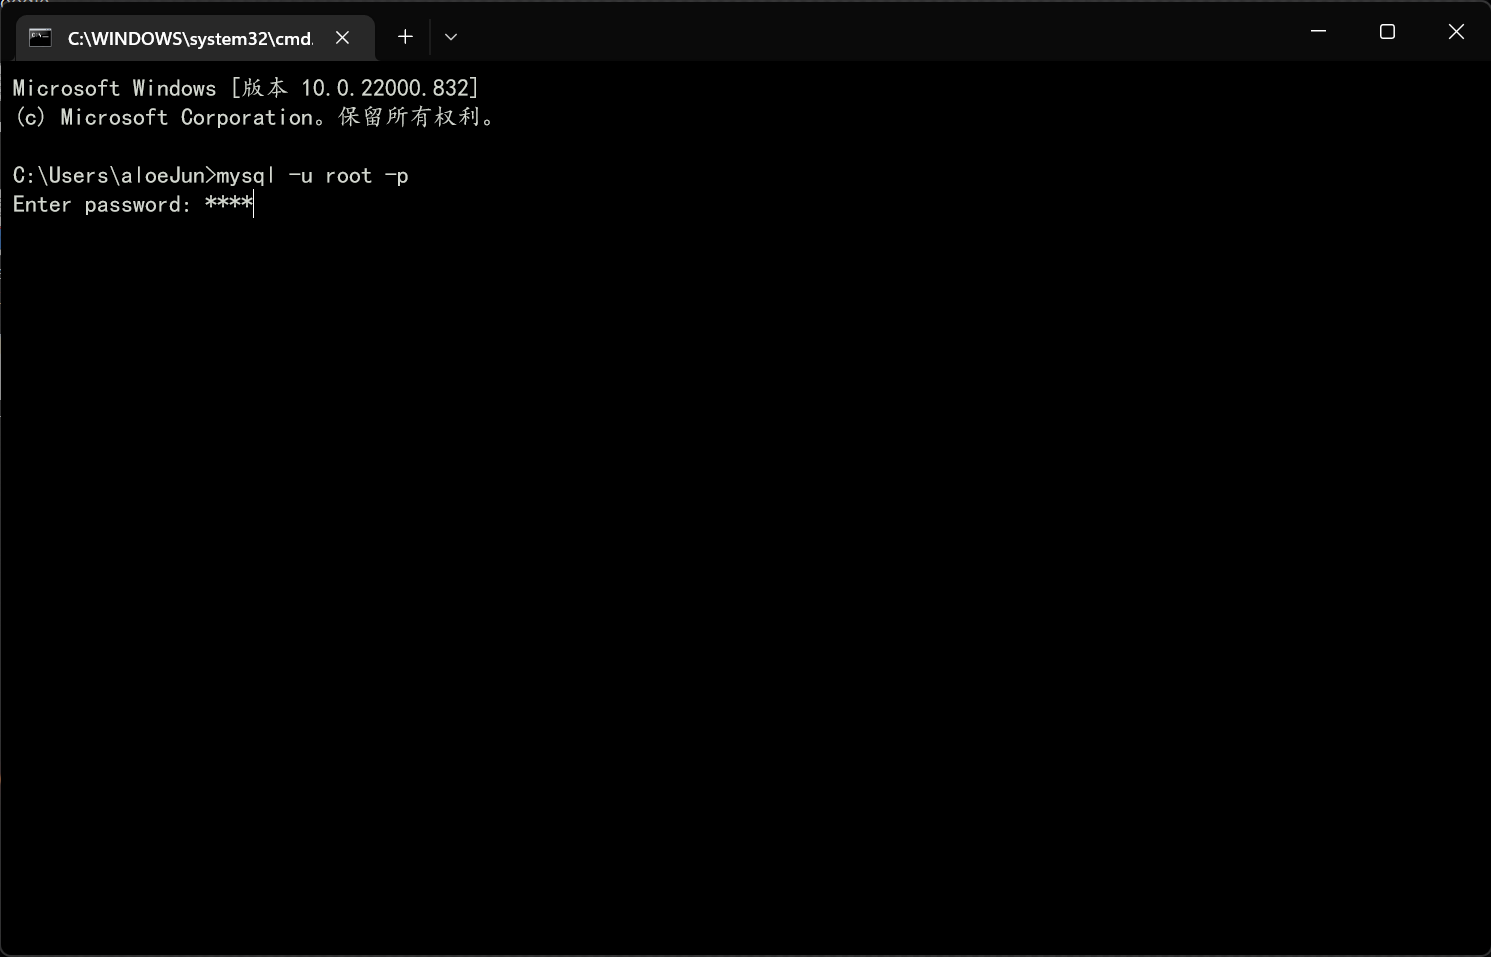 C:\WINDOWS\system32\cmd.
Microsoft Windows [版本 10.0.22000.832]
(c) Microsoft Corporation。保留所有权利。
C:\Users\aloeJun>mysql -u root -p
Enter password: ****